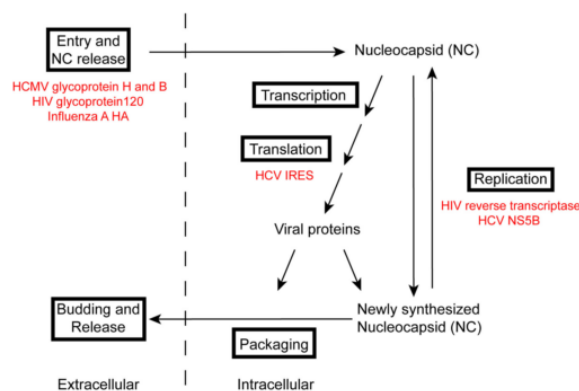 Entry and
NC release
HCMV glycoprotein H and B
HIV glycoprotein120
Influenza A HA
Nucleocapsid (NC)
Transcription
Translation
HCV IRES
Replication
HIV reverse transcriptase
HCV NS5B
Viral proteins
Budding and
Release
Newly synthesized
Nucleocapsid (NC)
Packaging
Extracellular
Intracellular